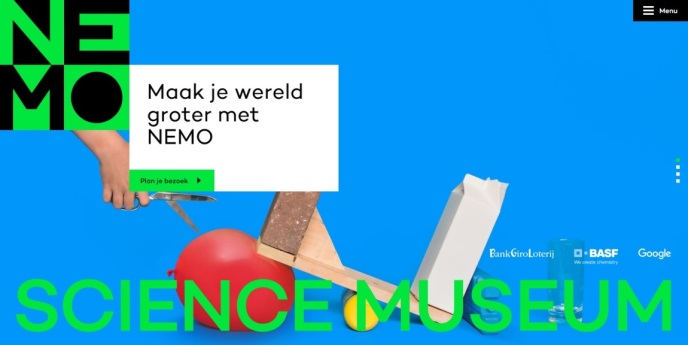 NE
MO
Menu
Maak je wereld
groter met
NEMO
Plan je bezoek
BankGiroLoterij
BASF
We create chemistry
Google
SCIENCE MUSEUM